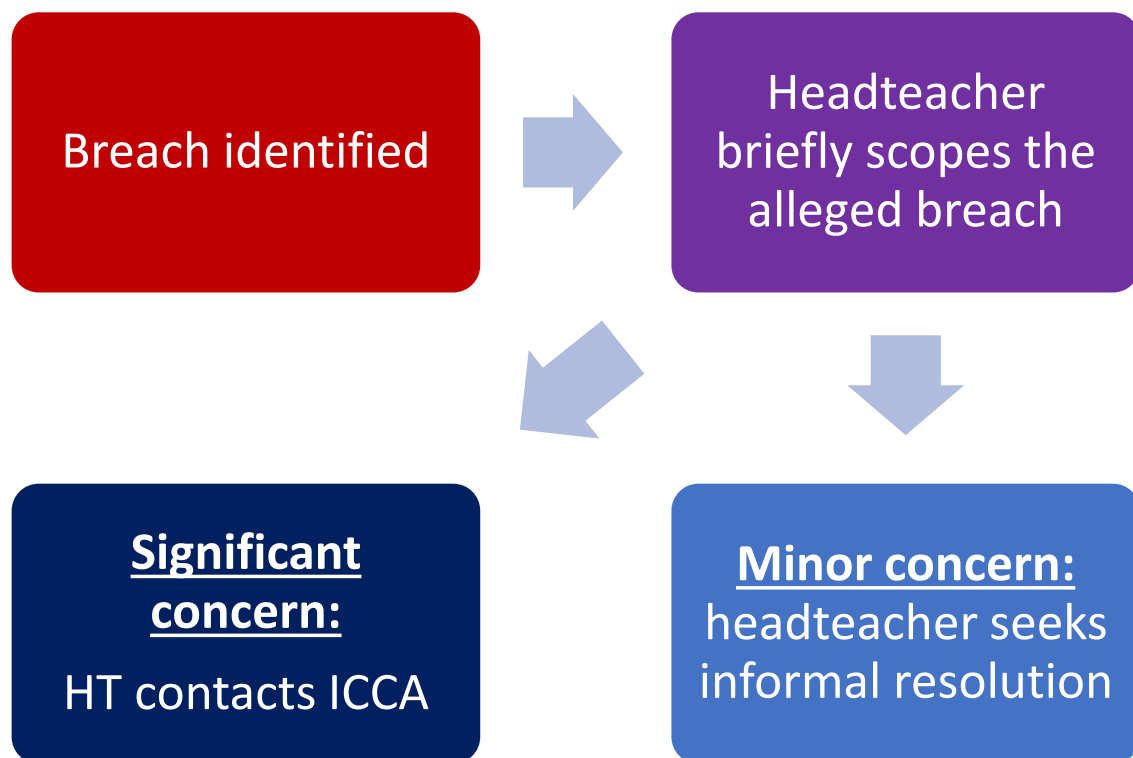 Breach identified
Headteacher
briefly scopes the
alleged breach
Significant
concern:
HT contacts ICCA
Minor concern:
headteacher seeks
informal resolution